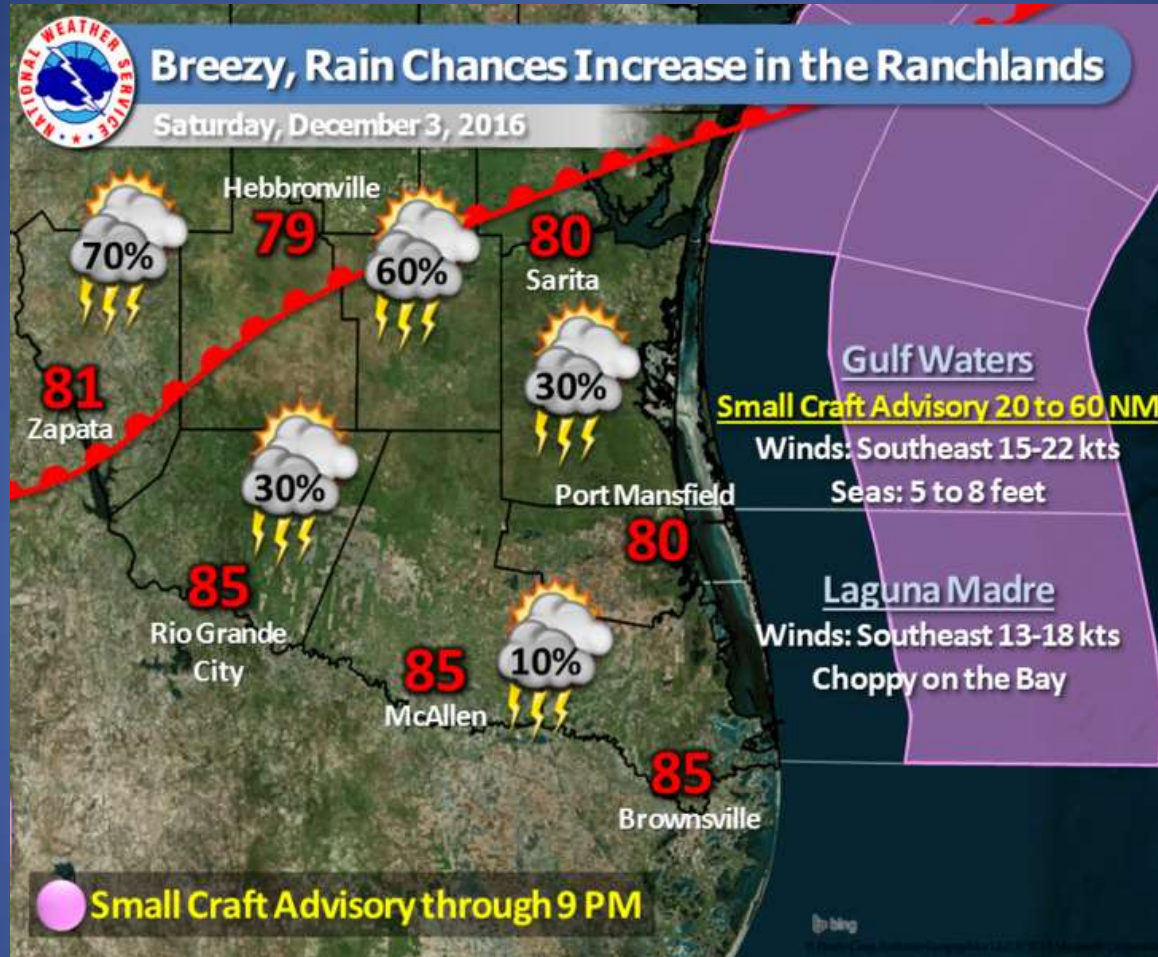 NATIONAL WEATHER SERVICE
Breezy, Rain Chances Increase in the Ranchlands
Saturday, December 3, 2016
Hebbronville
79
70%
60%
80
Sarita
81
Zapata
30%
30%
Gulf Waters
Small Craft Advisory 20 to 60 NM
Winds: Southeast 15-22 kts
Seas: 5 to 8 feet
Port Mansfield
80
85
Rio Grande
City
Laguna Madre
Winds: Southeast 13-18 kts
Choppy on the Bay
10%
85
McAllen
85
Brownsville
Small Craft Advisory through 9 PM
bing